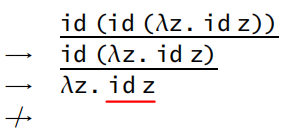 id (id (λz. id z))
→ id (λz. id z)
→ λz. id z
↛